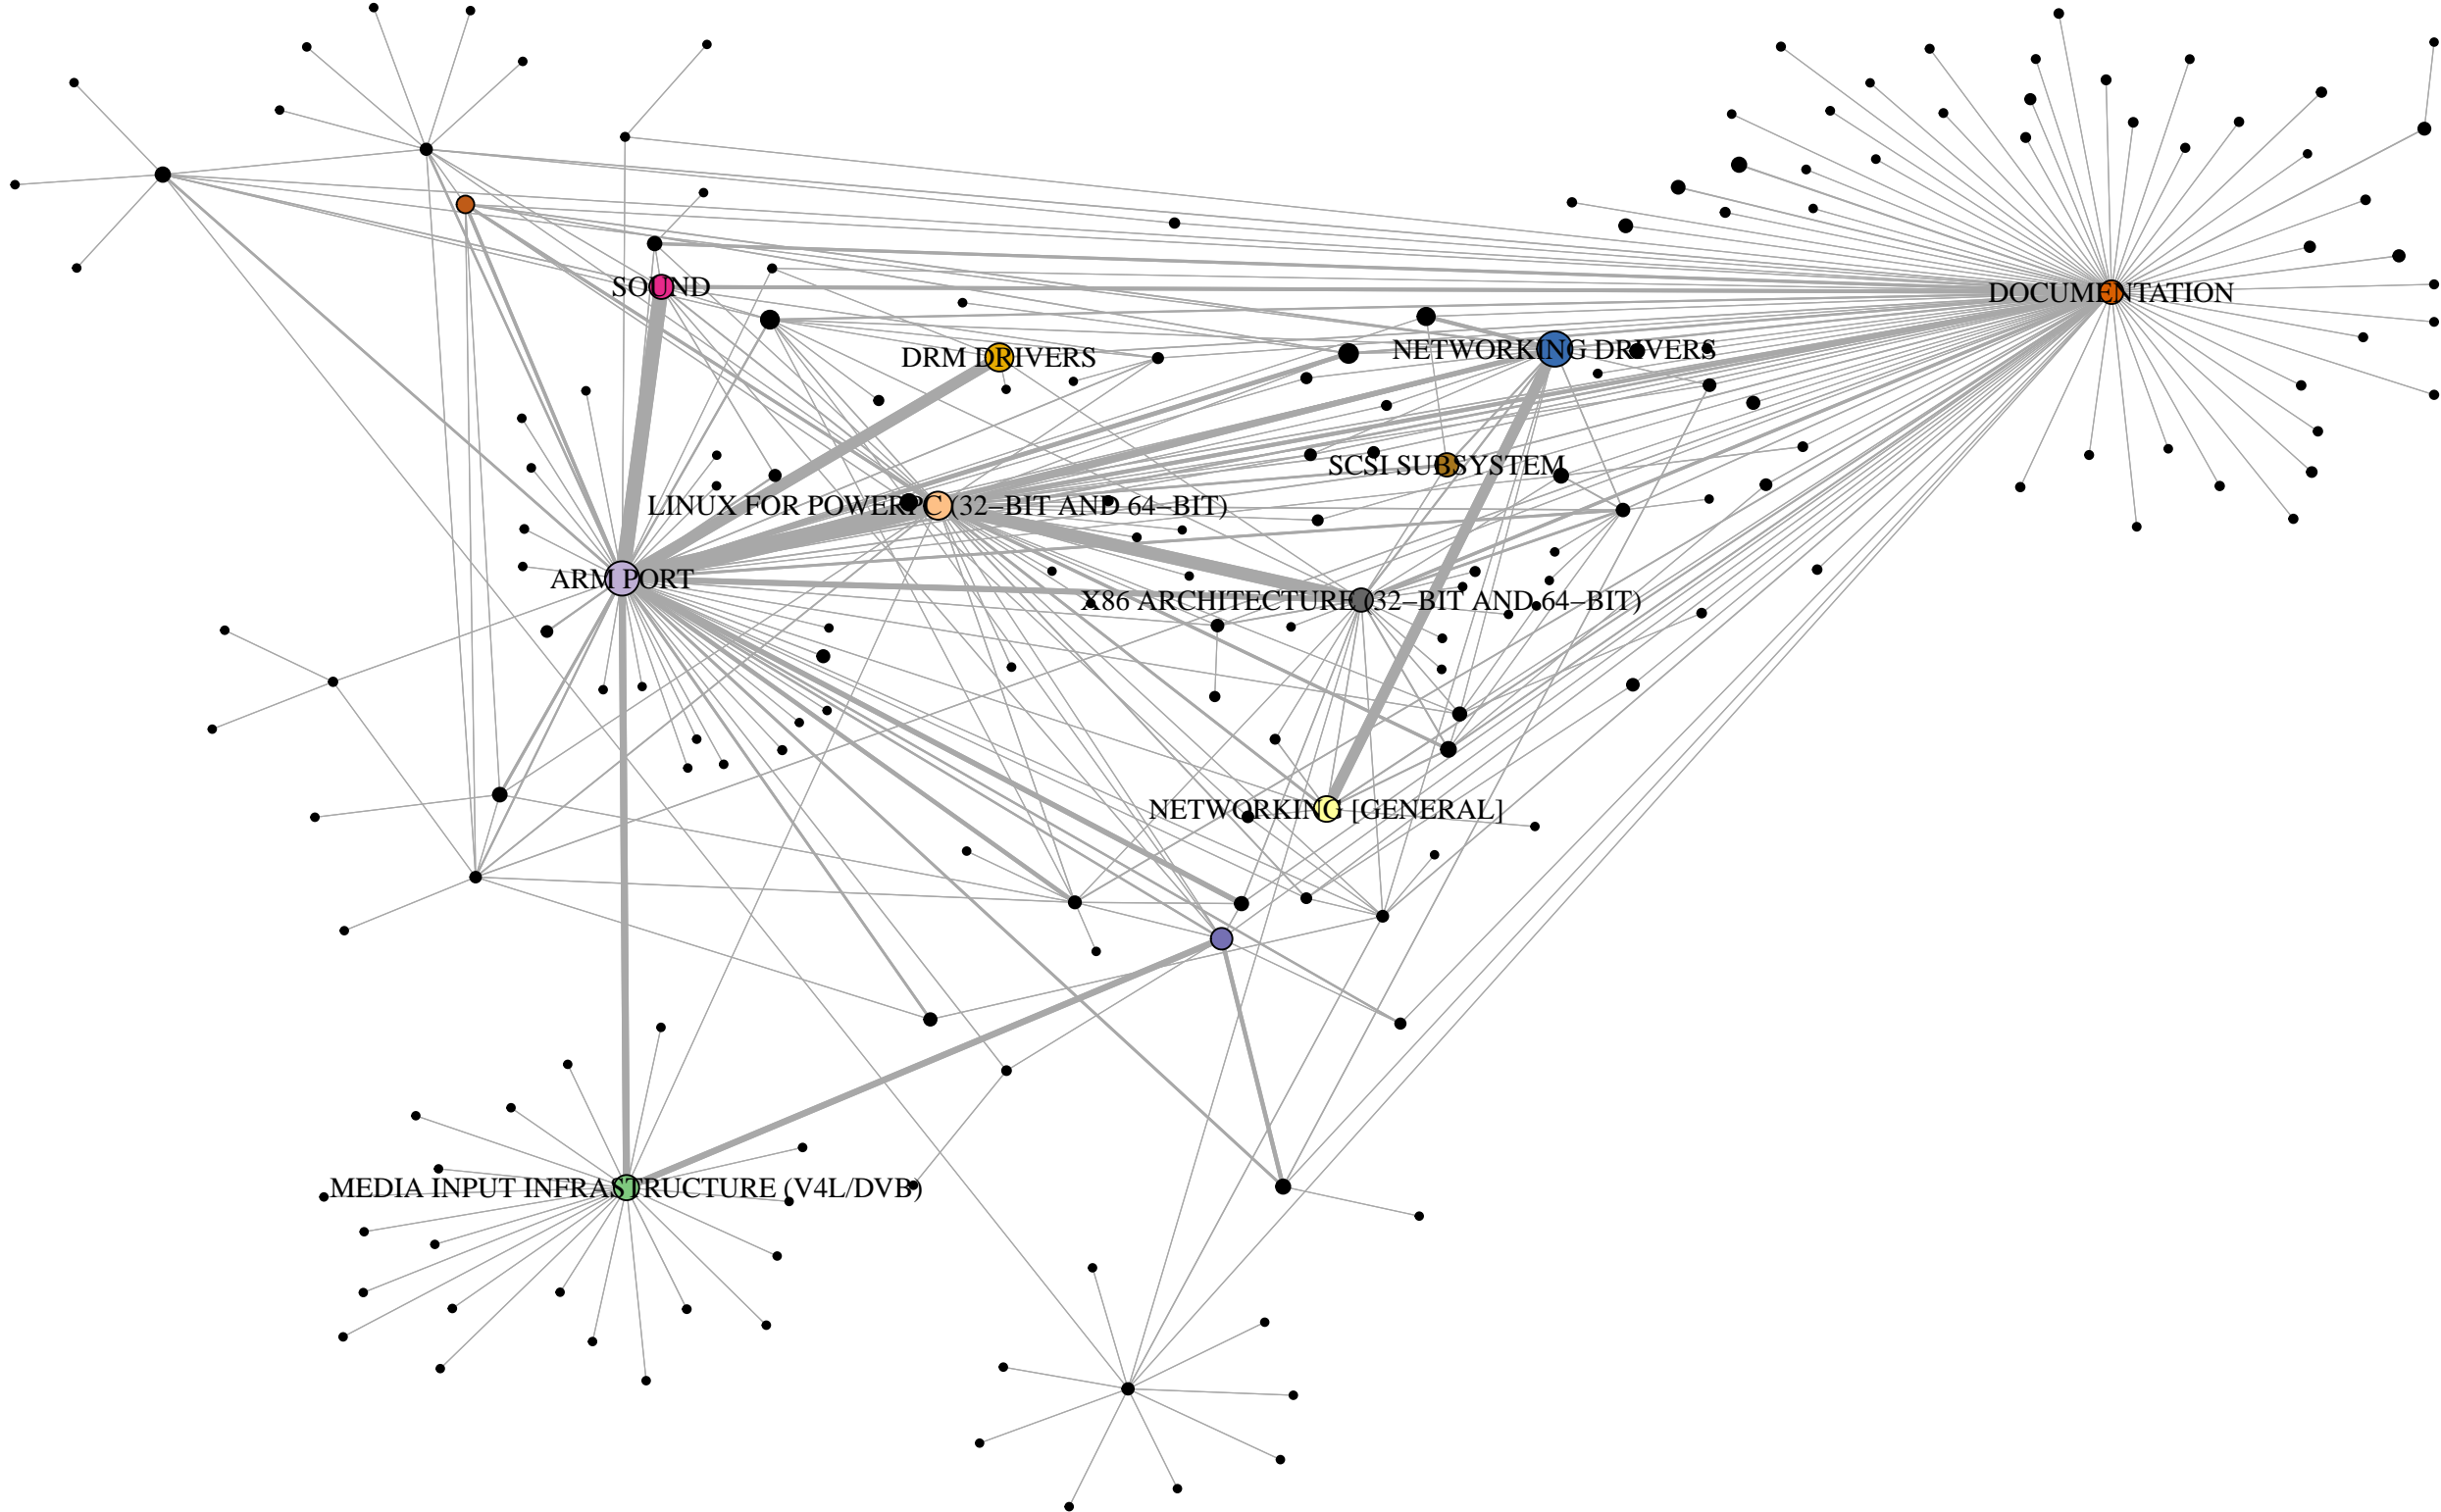 SOUND
DOCUMENTATION
DRM DRIVERS
NETWORKING DRIVERS
SCSI SUBSYSTEM
LINUX FOR POWERPC (32−BIT AND 64−BIT)
ARM PORT
X86 ARCHITECTURE (32−BIT AND 64−BIT)
NETWORKING [GENERAL]
MEDIA INPUT INFRASTRUCTURE (V4L/DVB)